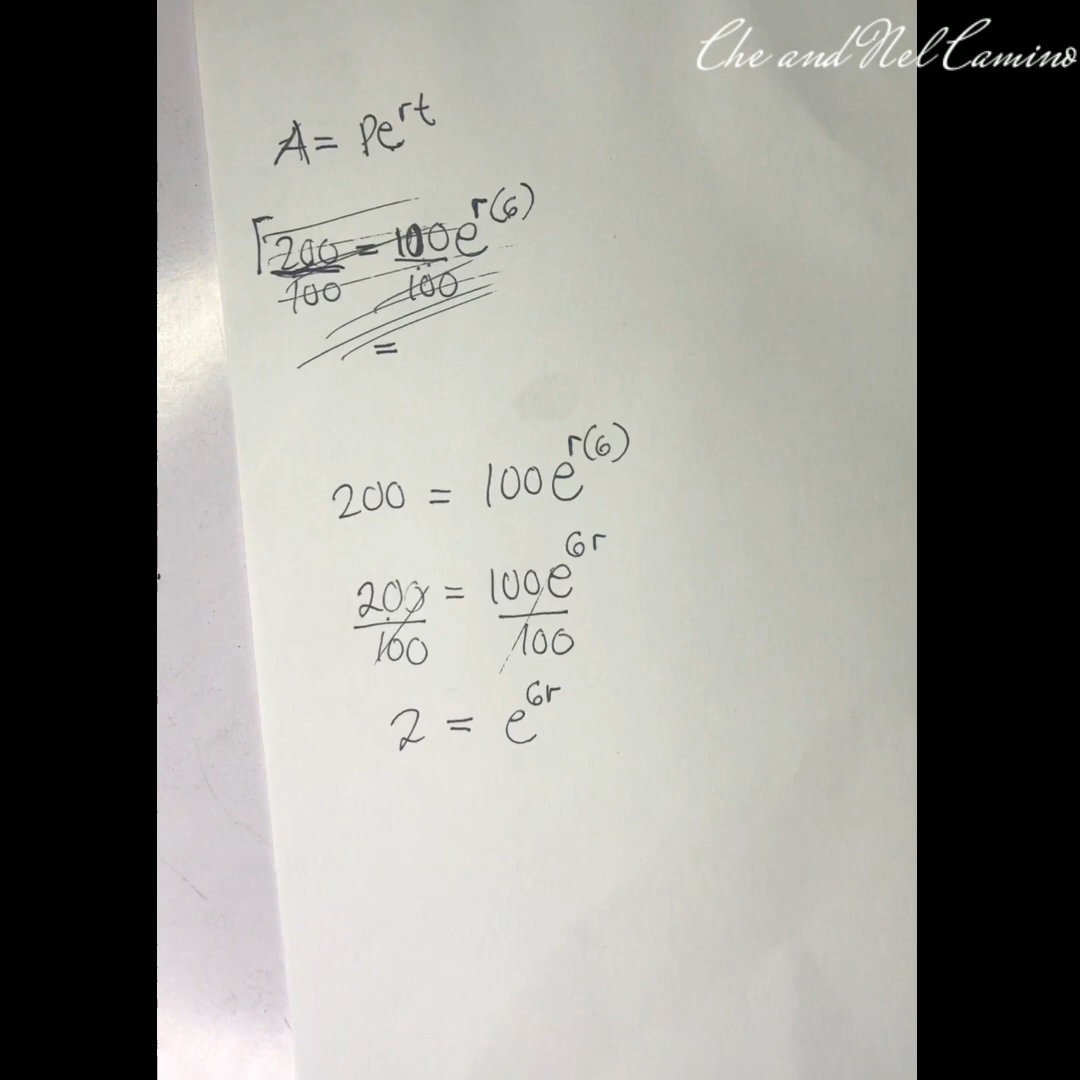 Che and Nel Camino
A = Pe^rt
200 = 100e^r(6)
100 100
=
200 = 100e^r(6)
200 = 100e^6r
100 100
2 = e^6r